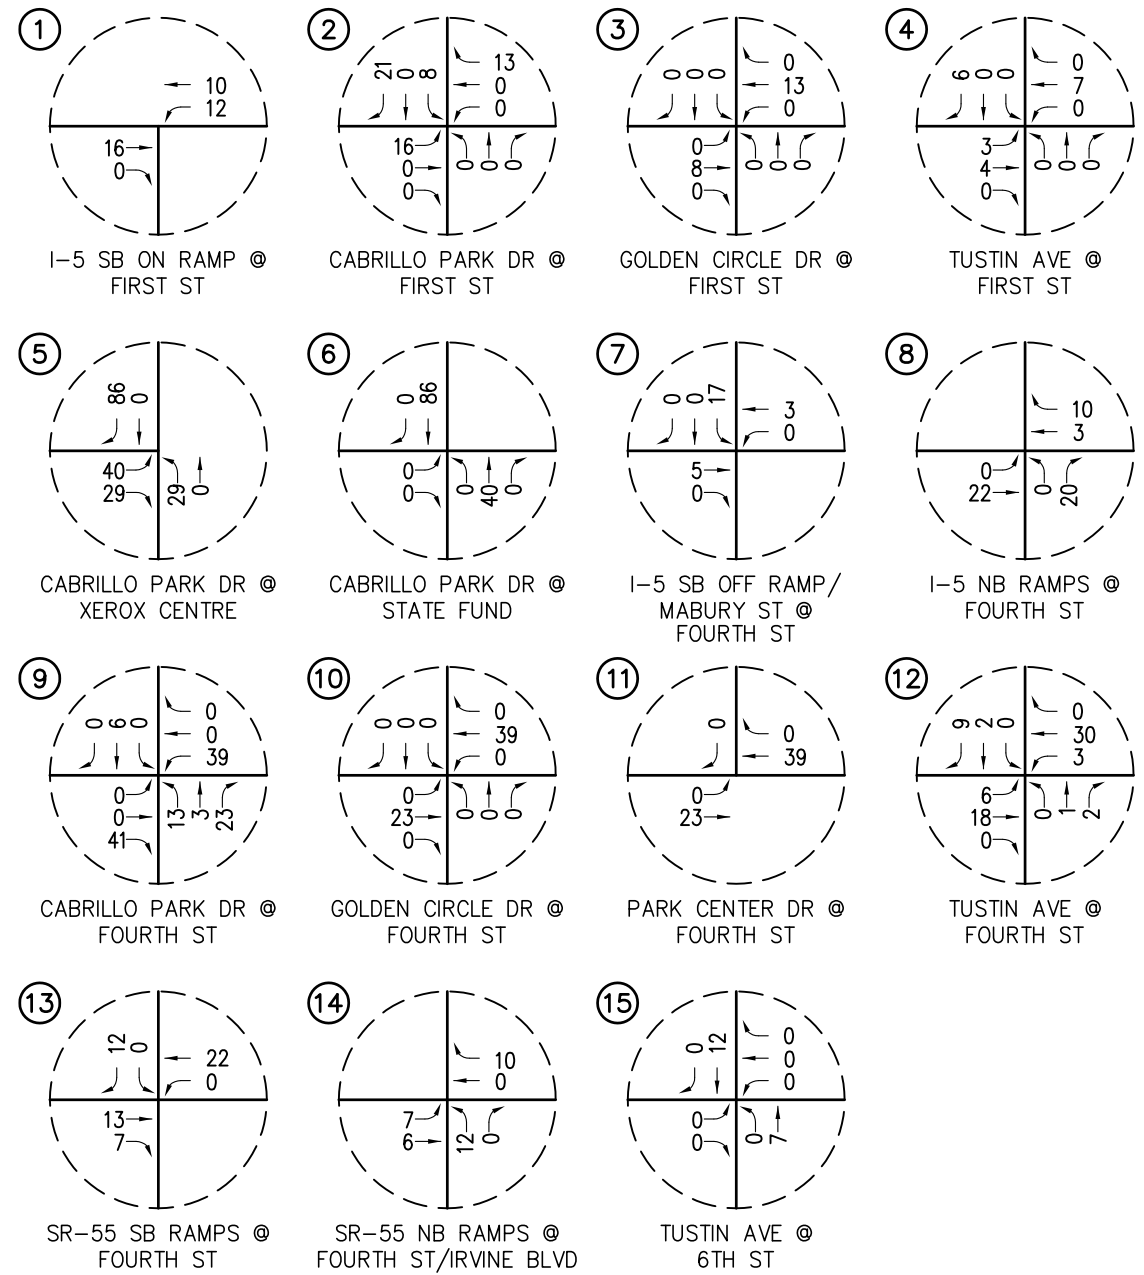 1
10
12
16
0
I-5 SB ON RAMP @
FIRST ST
2
21 0 8
13
0
0
16
0
0
0 0 0
CABRILLO PARK DR @
FIRST ST
3
0 0 0
0
13
0
0
8
0
0 0 0
GOLDEN CIRCLE DR @
FIRST ST
4
6 0 0
0
7
0
3
4
0
0 0 0
TUSTIN AVE @
FIRST ST
5
86 0
40
29
29 0
CABRILLO PARK DR @
XEROX CENTRE
6
0 86
0
0
0 40 0
CABRILLO PARK DR @
STATE FUND
7
0 0 17
3
0
5
0
I-5 SB OFF RAMP/
MABURY ST @
FOURTH ST
8
10
3
0
22
0 20
I-5 NB RAMPS @
FOURTH ST
9
0 6 0
0
0
39
0
0
41
13 3 23
CABRILLO PARK DR @
FOURTH ST
10
0 0 0
0
39
0
0
23
0
0 0 0
GOLDEN CIRCLE DR @
FOURTH ST
11
0
0
39
0
23
PARK CENTER DR @
FOURTH ST
12
9 2 0
0
30
3
6
18
0
0 1 2
TUSTIN AVE @
FOURTH ST
13
12 0
22
0
13
7
SR-55 SB RAMPS @
FOURTH ST
14
10
0
7
6
12 0
SR-55 NB RAMPS @
FOURTH ST/IRVINE BLVD
15
0 12
0
0
0
0
0
0 7
TUSTIN AVE @
6TH ST